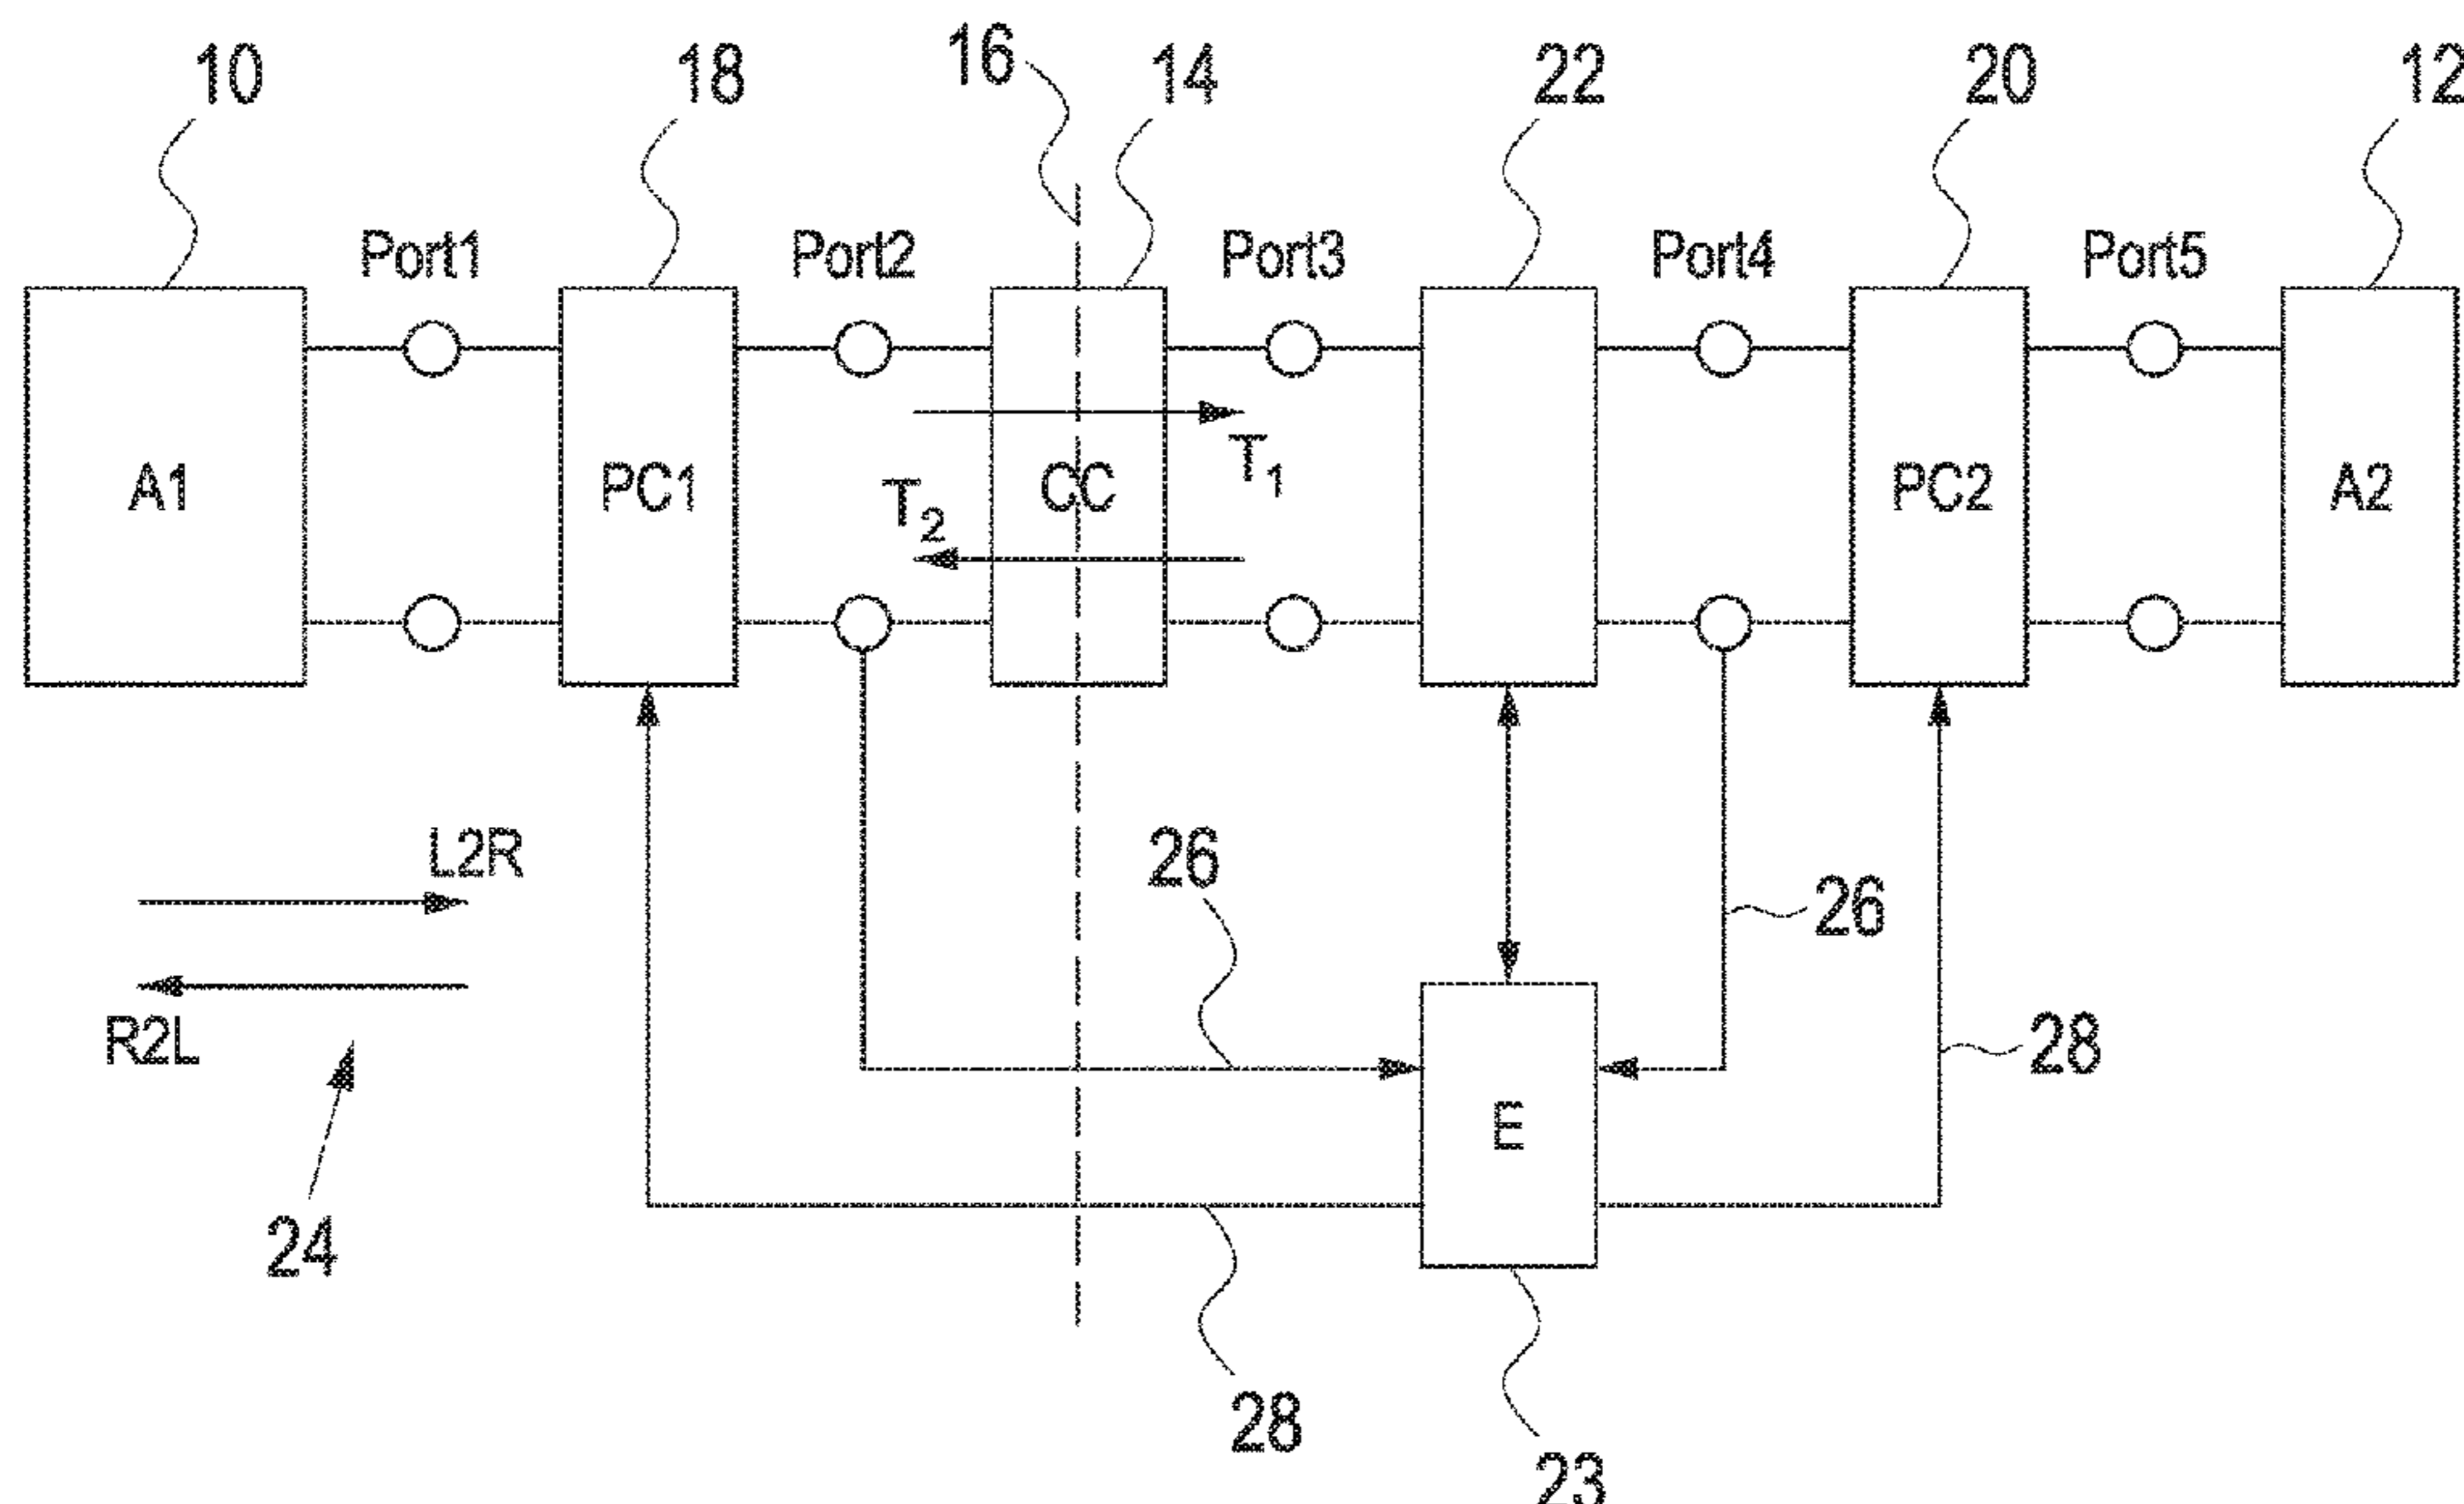 10 18 16 14 22 20 12
Port1 Port2 Port3 Port4 Port5
A1 PC1 CC PC2 A2
T1
T2
L2R
R2L
24
26
26
28
E
28
23